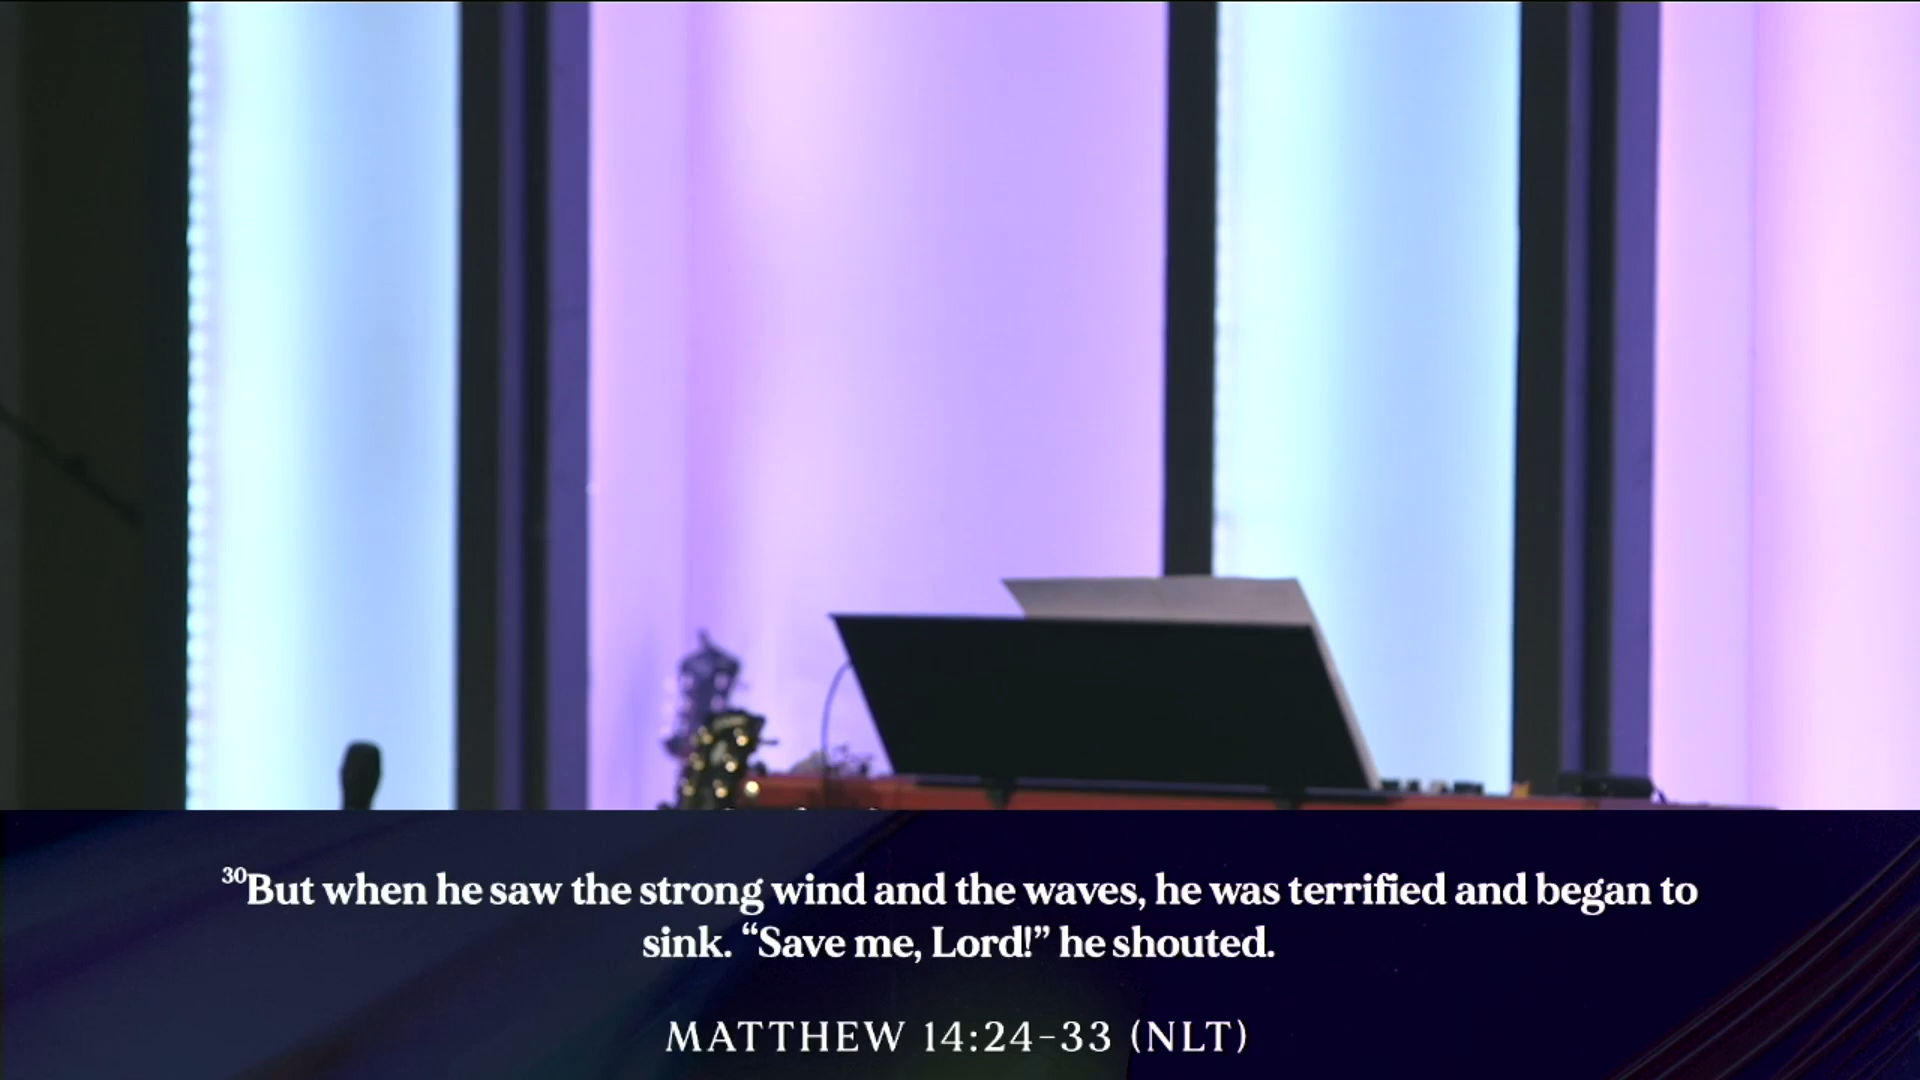 30But when he saw the strong wind and the waves, he was terrified and began to
sink. “Save me, Lord!” he shouted.
MATTHEW 14:24-33 (NLT)